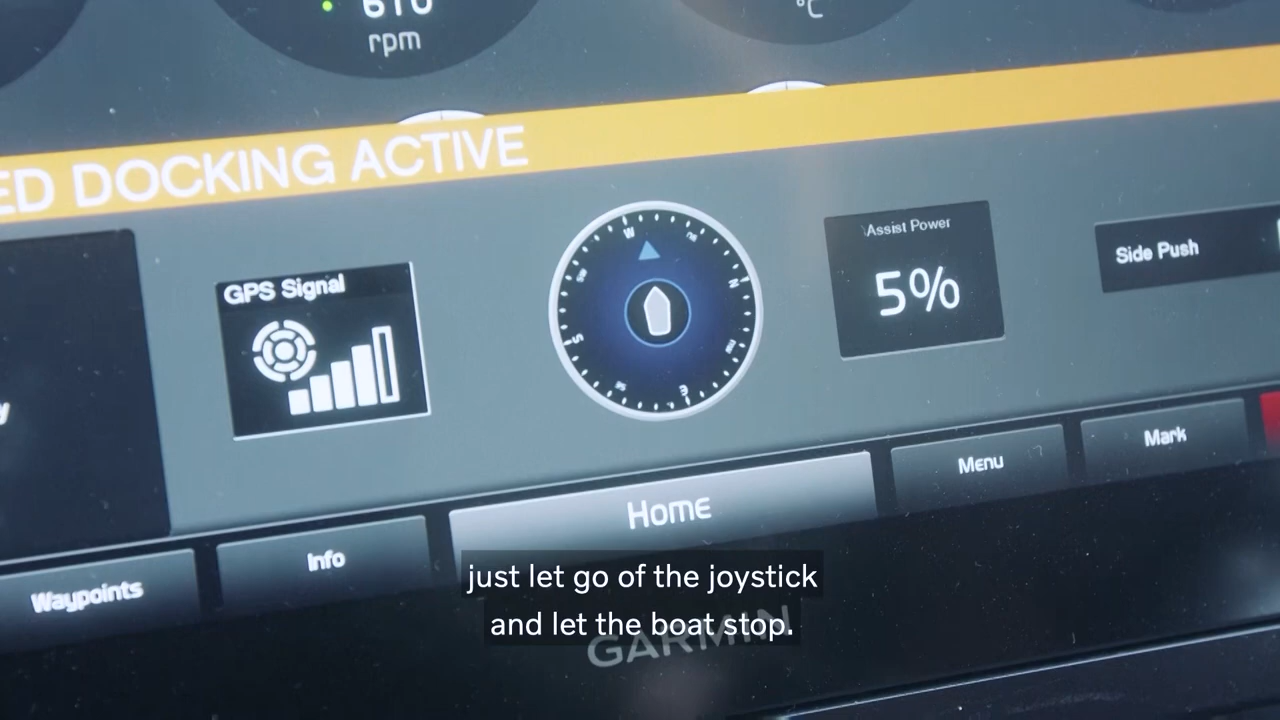 610
rpm
°C
ED DOCKING ACTIVE
GPS Signal
W
N
S
E
Assist Power
5%
Side Push
y
Waypoints
Info
Home
Menu
Mark
just let go of the joystick
and let the boat stop.
GARMIN